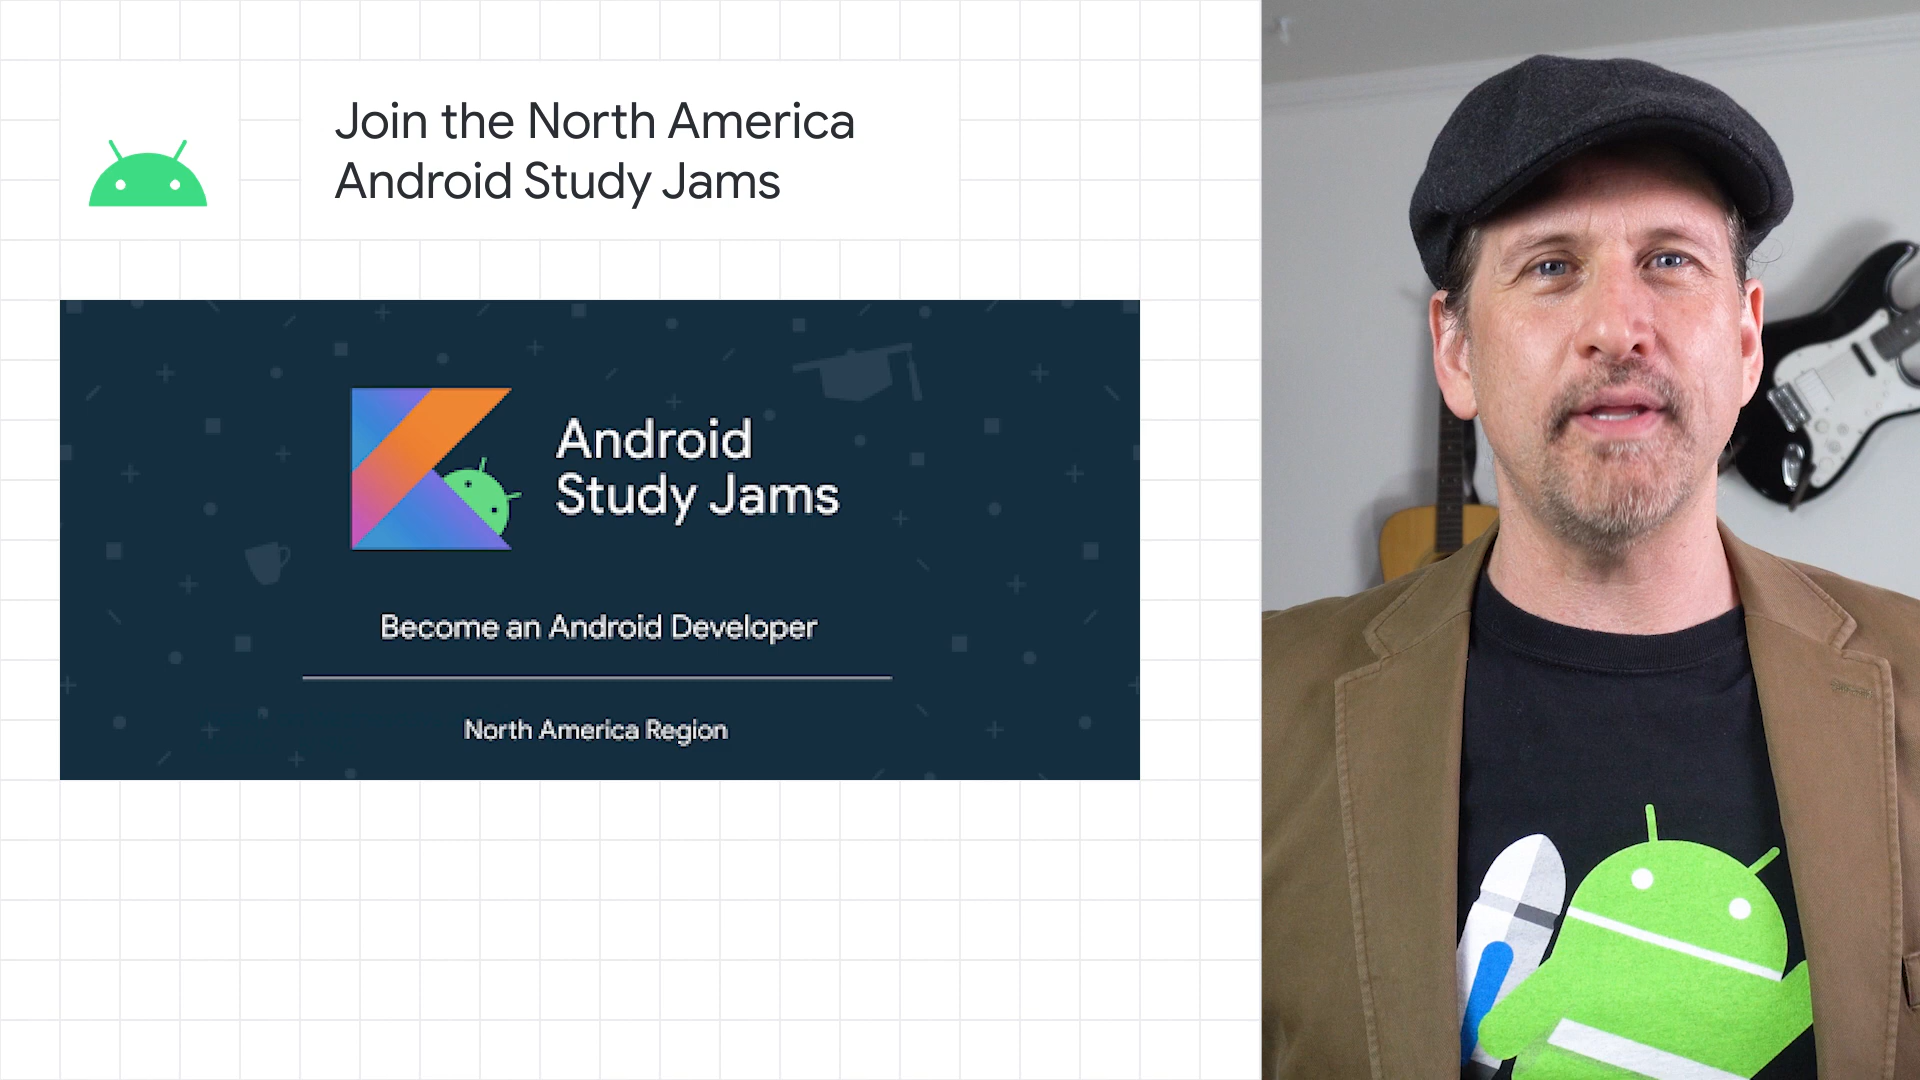 Join the North America
Android Study Jams
Android
Study Jams
Become an Android Developer
North America Region